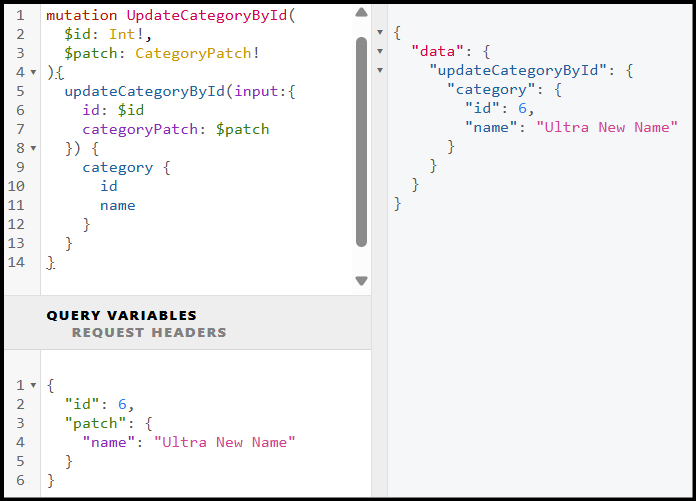 1 mutation UpdateCategoryById(
2   $id: Int!,
3   $patch: CategoryPatch!
4 ){
5   updateCategoryById(input:{
6     id: $id
7     categoryPatch: $patch
8   }) {
9     category {
10       id
11       name
12     }
13   }
14 }
QUERY VARIABLES
REQUEST HEADERS
1 {
2   "id": 6,
3   "patch": {
4     "name": "Ultra New Name"
5   }
6 }
{
  "data": {
    "updateCategoryById": {
      "category": {
        "id": 6,
        "name": "Ultra New Name"
      }
    }
  }
}